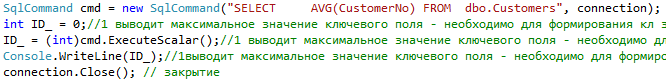 SqlCommand cmd = new SqlCommand("SELECT    AVG(CustomerNo) FROM  dbo.Customers", connection);
int ID_ = 0;//1 выводит максимальное значение ключевого поля - необходимо для формирования кл з
ID_ = (int)cmd.ExecuteScalar();//1 выводит максимальное значение ключевого поля - необходимо дл
Console.WriteLine(ID_);//1выводит максимальное значение ключевого поля - необходимо для формиро
connection.Close(); // закрытие